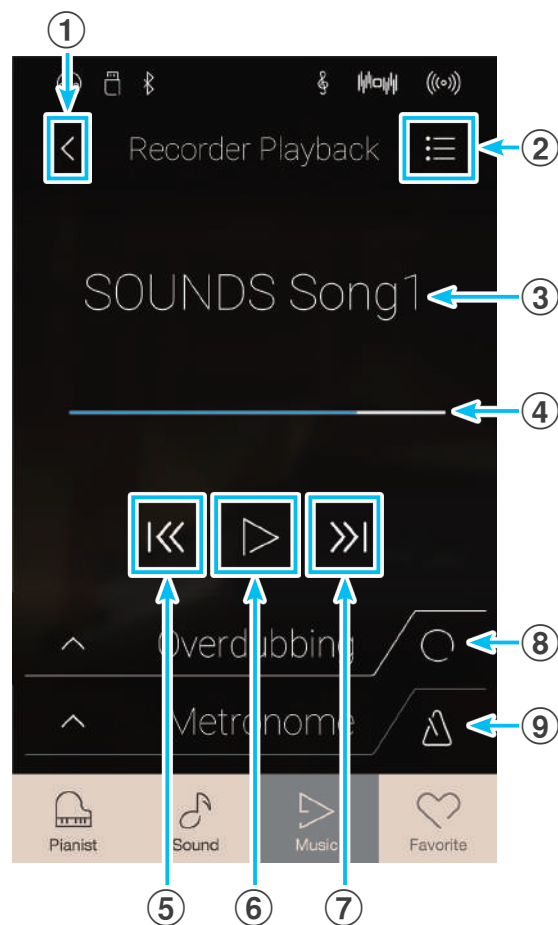 ①
Recorder Playback
②
SOUNDS Song1
③
④
Overdubbing
⑧
Metronome
⑨
Pianist
Sound
Music
Favorite
⑤
⑥
⑦